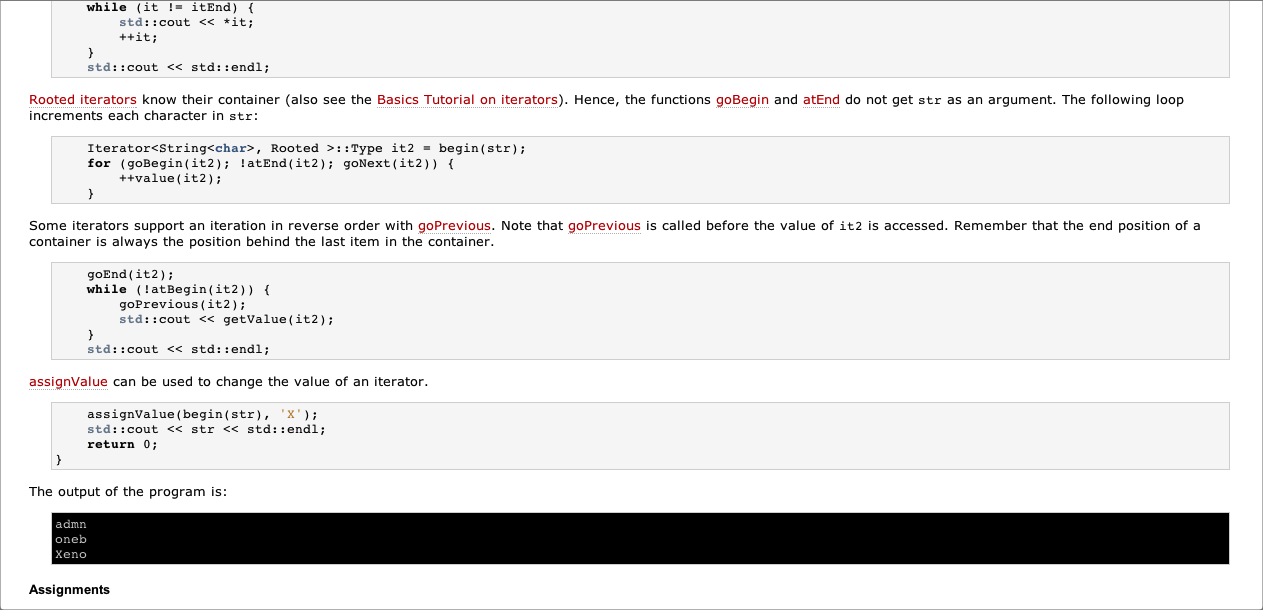 while (it != itEnd) {
std::cout << *it;
++it;
}
std::cout << std::endl;
Rooted iterators know their container (also see the Basics Tutorial on iterators). Hence, the functions goBegin and atEnd do not get str as an argument. The following loop
increments each character in str:
Iterator<String<char>, Rooted >::Type it2 = begin(str);
for (goBegin(it2); !atEnd(it2); goNext(it2)) {
++value(it2);
}
Some iterators support an iteration in reverse order with goPrevious. Note that goPrevious is called before the value of it2 is accessed. Remember that the end position of a
container is always the position behind the last item in the container.
goEnd(it2);
while (!atBegin(it2)) {
goPrevious(it2);
std::cout << getValue(it2);
}
std::cout << std::endl;
assignValue can be used to change the value of an iterator.
assignValue(begin(str), 'X');
std::cout << str << std::endl;
return 0;
}
The output of the program is:
admn
oneb
Xeno
Assignments